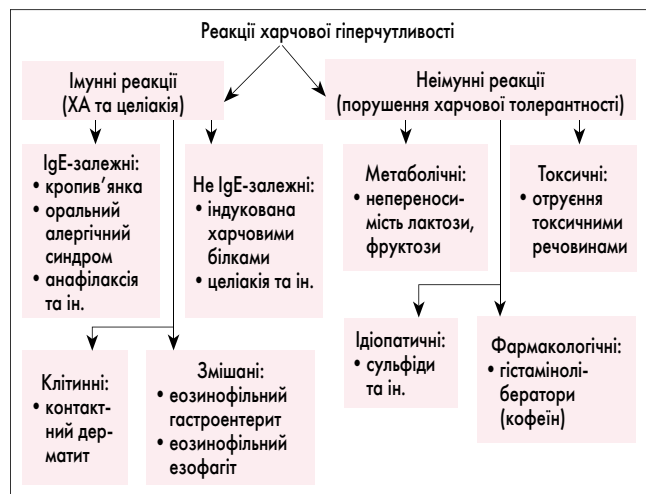 Реакції харчової гіперчутливості
Імунні реакції
(ХА та целіакія)
Неімунні реакції
(порушення харчової толерантності)
IgE-залежні:
• кропив’янка
• оральний
алергічний
синдром
• анафілаксія
та ін.
Не IgE-залежні:
• індукована
харчовими
білками
• целіакія та ін.
Метаболічні:
• непереноси-
мість лактози,
фруктози
Токсичні:
• отруєння
токсичними
речовинами
Клітинні:
• контакт-
ний дер-
матит
Змішані:
• еозинофільний
гастроентерит
• еозинофільний
езофагіт
Ідіопатичні:
• сульфіди
та ін.
Фармакологічні:
• гістамінолі-
бератори
(кофеїн)